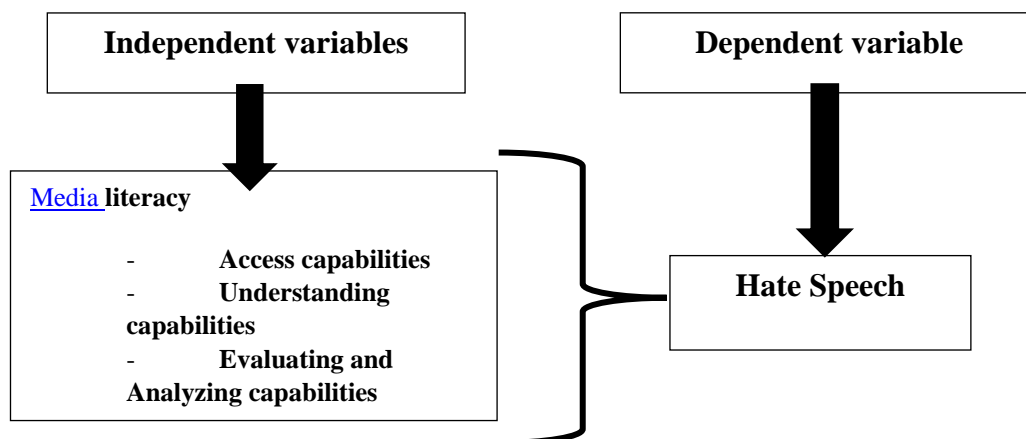 Independent variables
Dependent variable
Media literacy
- Access capabilities
- Understanding
capabilities
- Evaluating and
Analyzing capabilities
Hate Speech